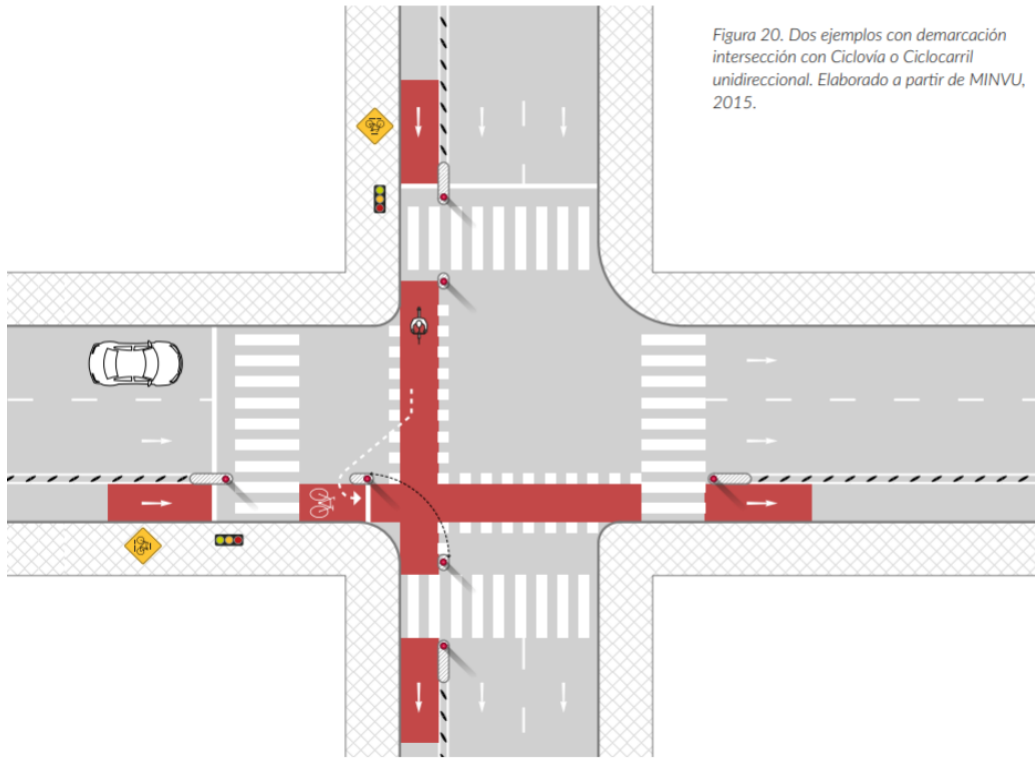 Figura 20. Dos ejemplos con demarcación
intersección con Ciclovía o Ciclocarril
unidireccional. Elaborado a partir de MINVU,
2015.